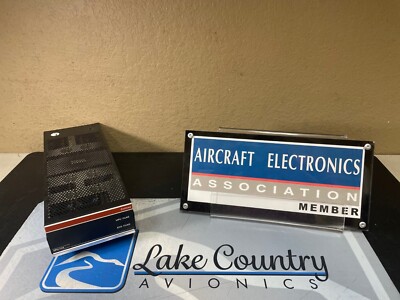 AIRCRAFT ELECTRONICS
ASSOCIATION
MEMBER
Lake Country
AVIONICS